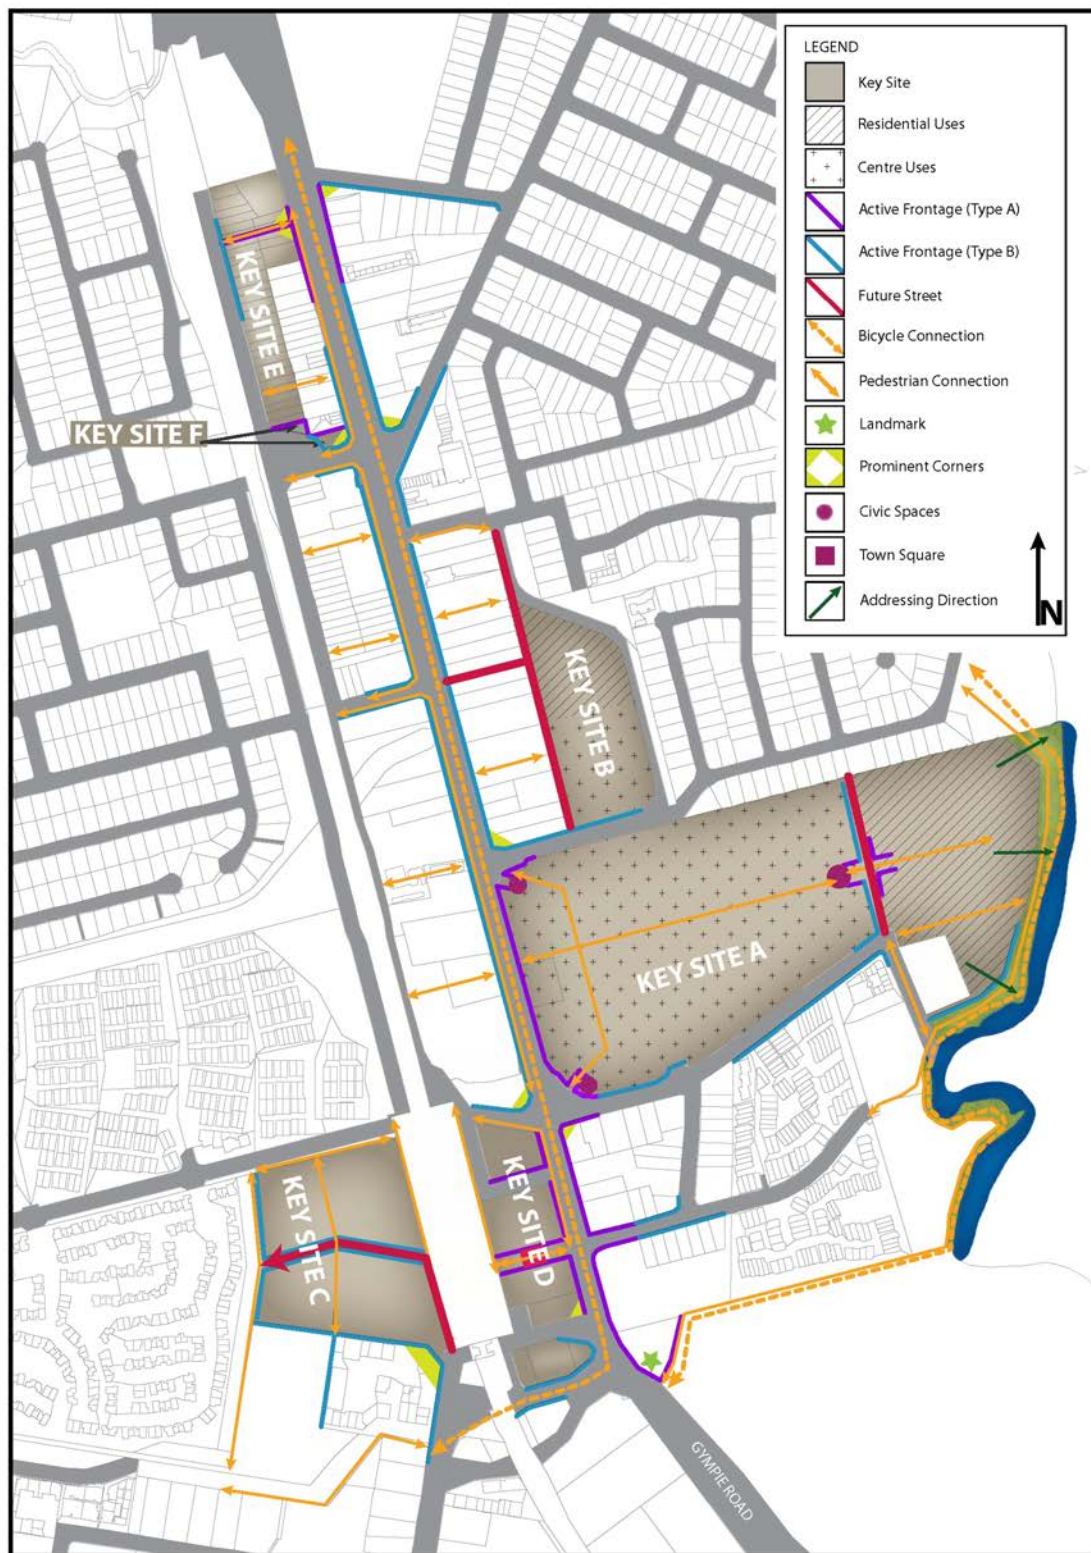 LEGEND
Key Site
Residential Uses
Centre Uses
Active Frontage (Type A)
Active Frontage (Type B)
Future Street
Bicycle Connection
Pedestrian Connection
Landmark
Prominent Corners
Civic Spaces
Town Square
Addressing Direction
N
KEY SITE E
KEY SITE F
KEY SITE B
KEY SITE A
KEY SITE C
KEY SITE D
GYMPIE ROAD